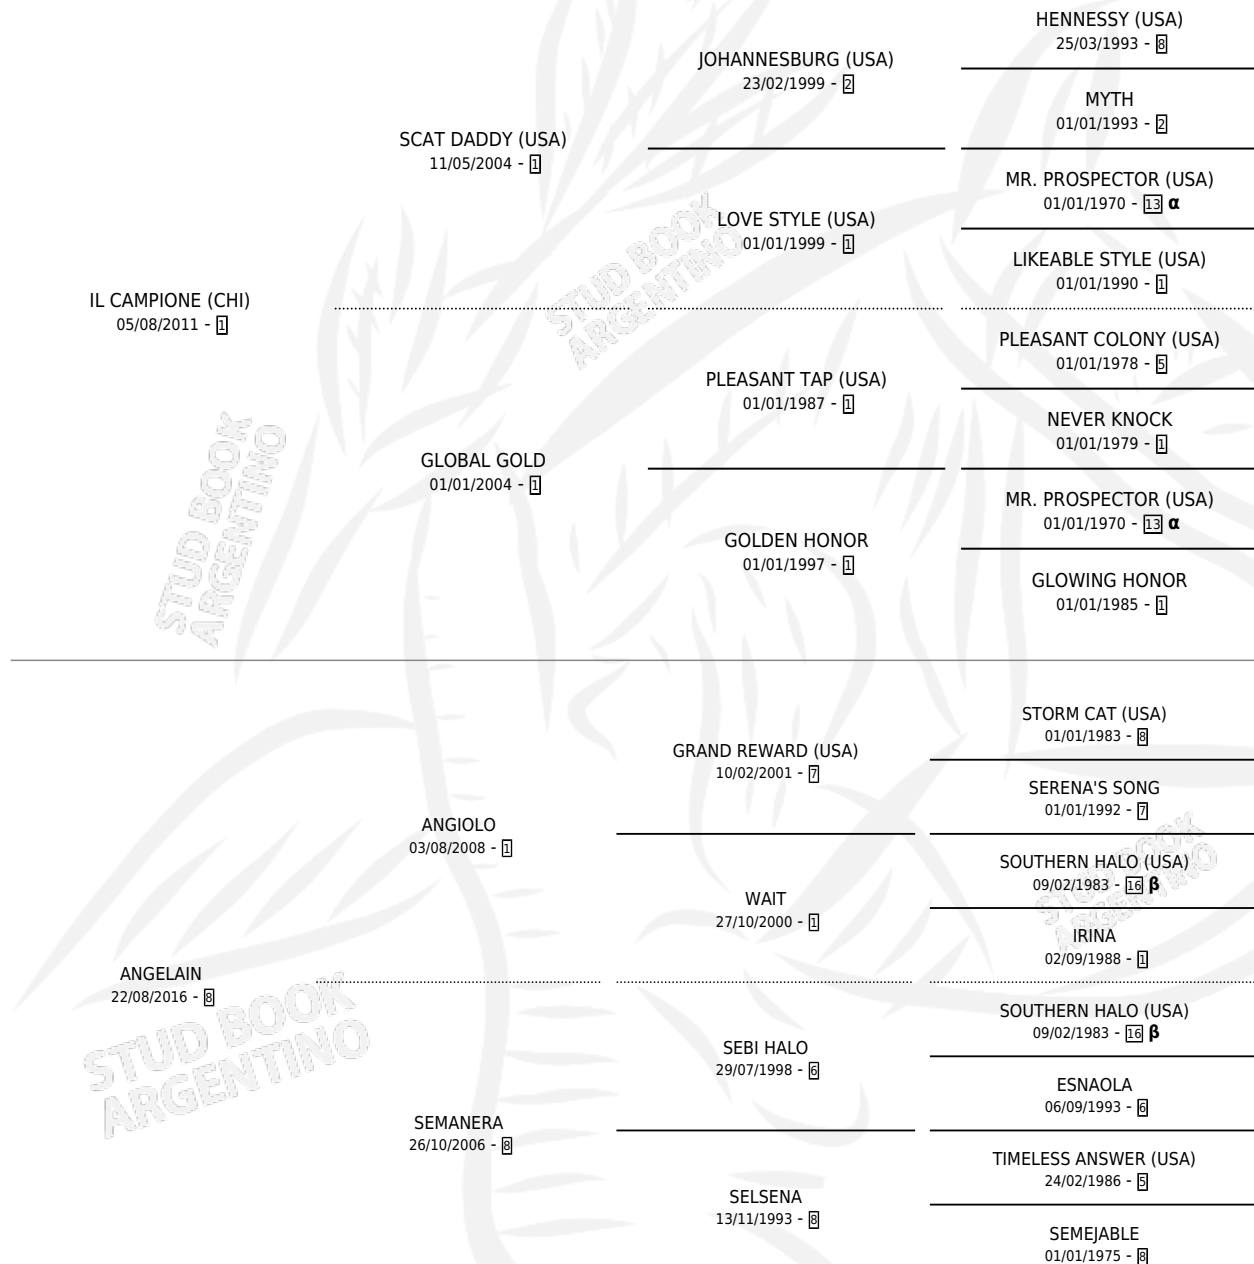 HENNESSY (USA)
25/03/1993 - 8
JOHANNESBURG (USA)
23/02/1999 - 2
MYTH
01/01/1993 - 2
SCAT DADDY (USA)
11/05/2004 - 1
MR. PROSPECTOR (USA)
01/01/1970 - 13 α
LOVE STYLE (USA)
01/01/1999 - 1
LIKEABLE STYLE (USA)
01/01/1990 - 1
IL CAMPIONE (CHI)
05/08/2011 - 1
PLEASANT COLONY (USA)
01/01/1978 - 5
PLEASANT TAP (USA)
01/01/1987 - 1
NEVER KNOCK
01/01/1979 - 1
GLOBAL GOLD
01/01/2004 - 1
MR. PROSPECTOR (USA)
01/01/1970 - 13 α
GOLDEN HONOR
01/01/1997 - 1
GLOWING HONOR
01/01/1985 - 1
STORM CAT (USA)
01/01/1983 - 8
GRAND REWARD (USA)
10/02/2001 - 7
SERENA'S SONG
01/01/1992 - 7
ANGIOLO
03/08/2008 - 1
SOUTHERN HALO (USA)
09/02/1983 - 16 β
WAIT
27/10/2000 - 1
IRINA
02/09/1988 - 1
ANGELAIN
22/08/2016 - 8
SOUTHERN HALO (USA)
09/02/1983 - 16 β
SEBI HALO
29/07/1998 - 6
ESNAOLA
06/09/1993 - 6
SEMANERA
26/10/2006 - 8
TIMELESS ANSWER (USA)
24/02/1986 - 5
SELSENA
13/11/1993 - 8
SEMEJABLE
01/01/1975 - 8
STUD BOOK
ARGENTINO
STUD BOOK
ARGENTINO
STUD BOOK
ARGENTINO
STUD BOOK
ARGENTINO